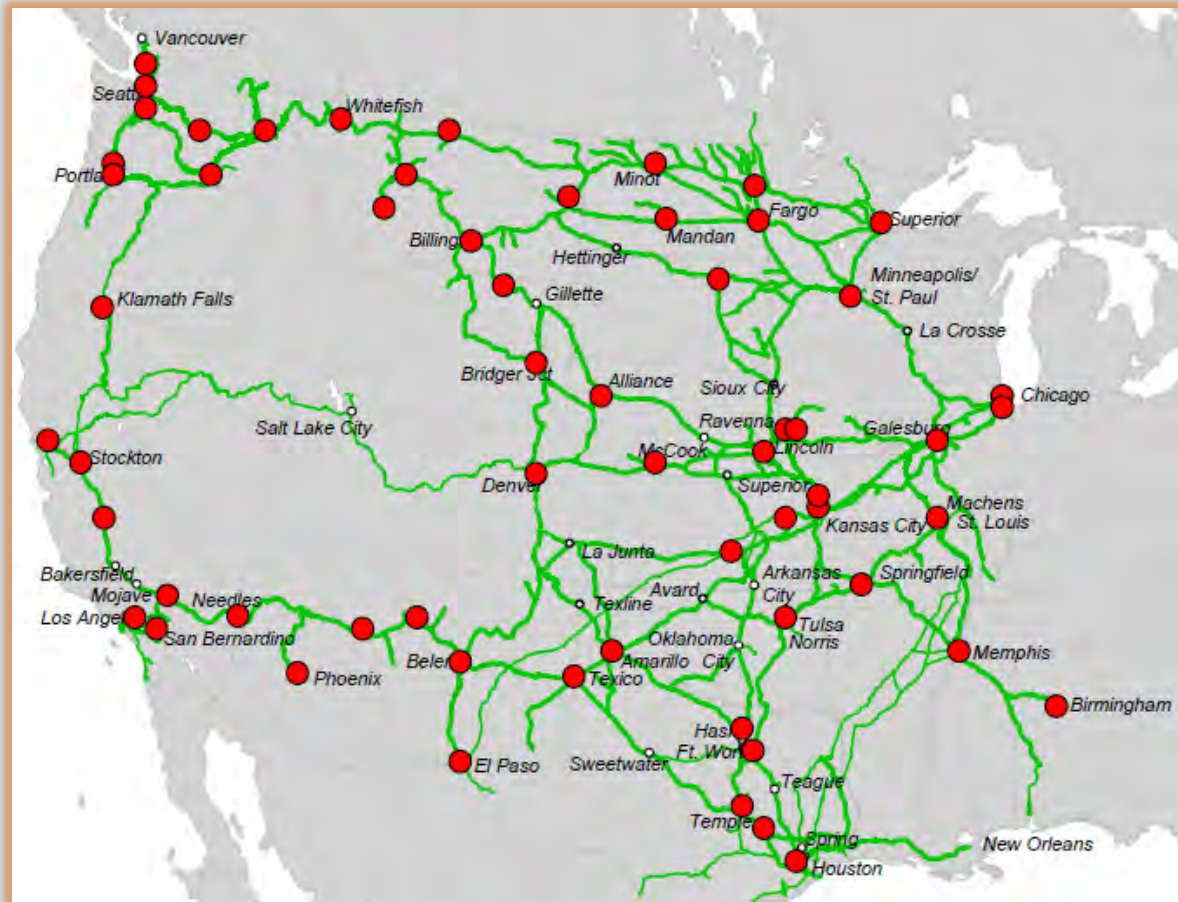 Vancouver
Seatt
Whitefish
Portla
Minot
Fargo
Superior
Mandan
Billing
Hettinger
Minneapolis/
St. Paul
Klamath Falls
Gillette
La Crosse
Bridger Jct
Alliance
Sioux City
Chicago
Salt Lake City
Ravenna
Galesburg
Stockton
McCook
Lincoln
Denver
Superior
Machens
St. Louis
Kansas City
La Junta
Bakersfield
Mojave
Needles
Arkansas
City
Springfield
Avard
Texline
Los Angel
San Bernardino
Tulsa
Norris
Oklahoma
City
Belen
Amarillo
Memphis
Phoenix
Texico
Birmingham
Hasl
Ft. Wort
El Paso
Sweetwater
Teague
Temple
Spring
New Orleans
Houston